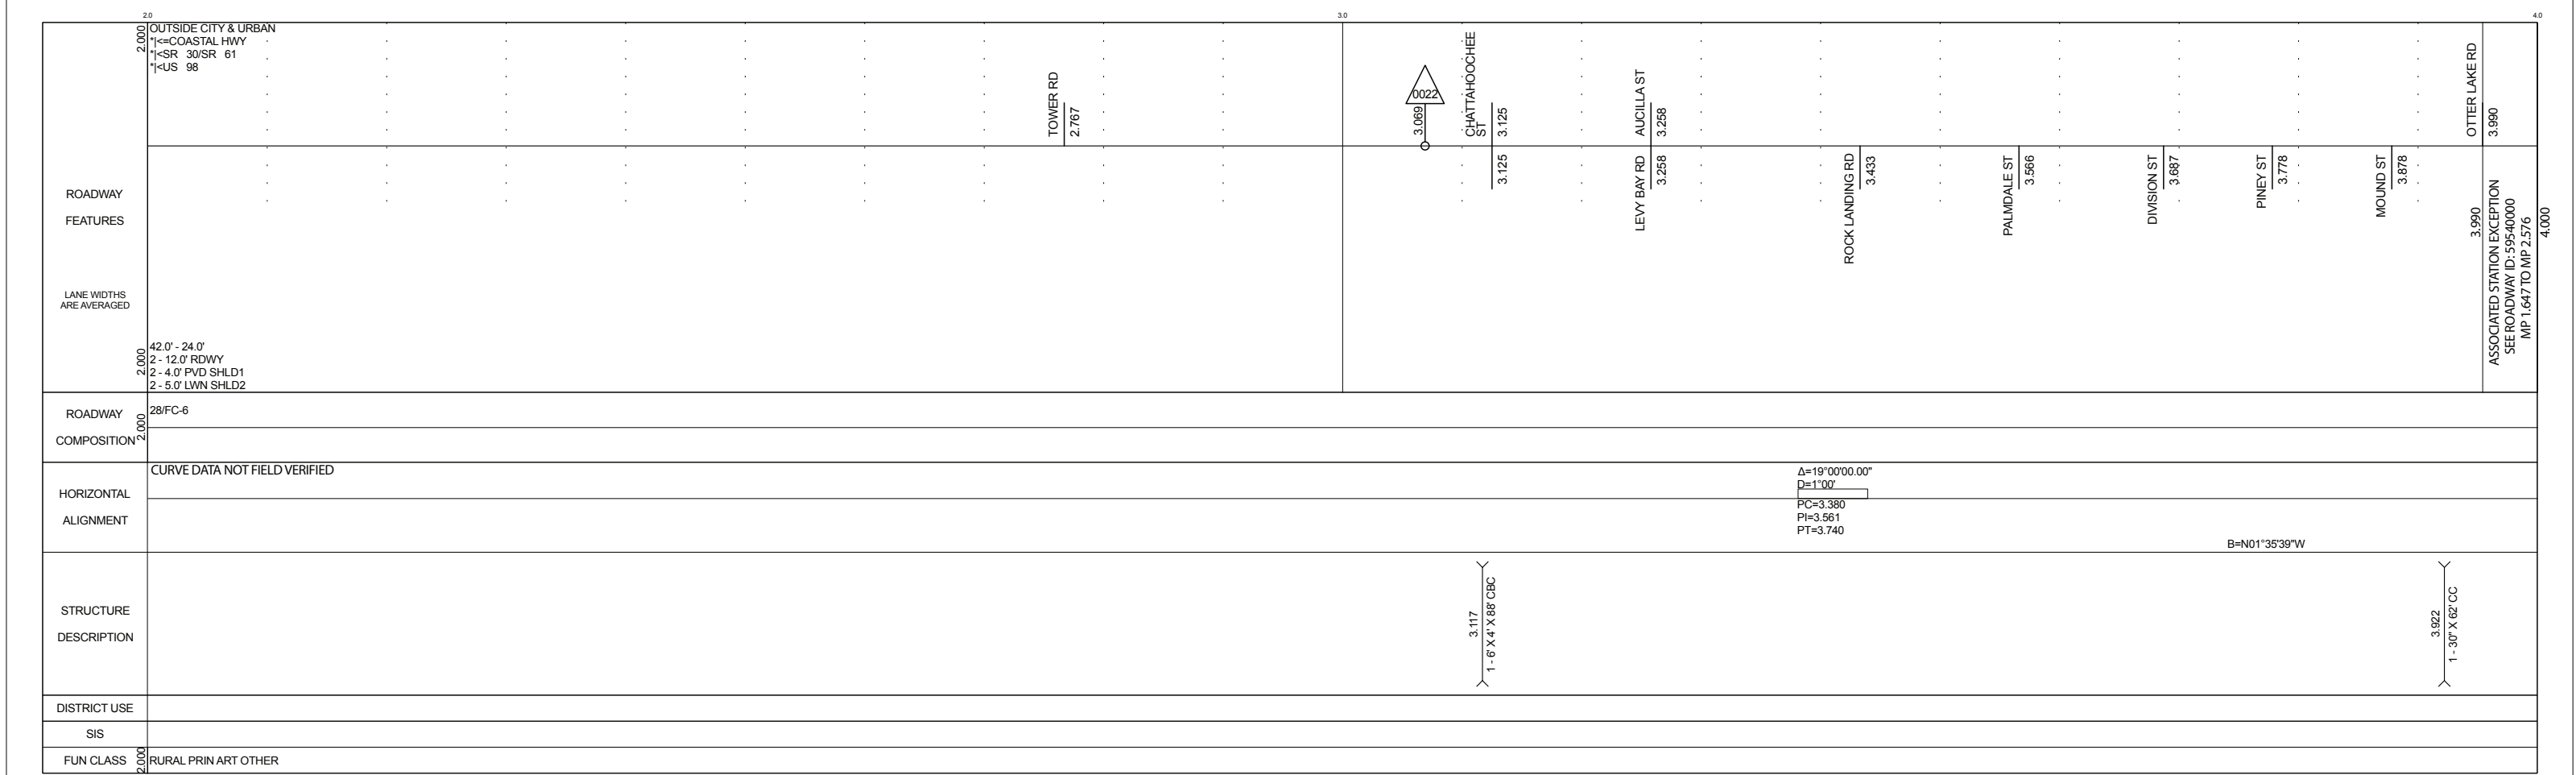 2.0
3.0
4.0
2.000
OUTSIDE CITY & URBAN
*|<=COASTAL HWY
*|<SR 30/SR 61
*|<US 98
TOWER RD
2.767
0022
3.069
CHATTAHOOCHEE
ST
3.125
3.125
AUCILLA ST
3.258
LEVY BAY RD
3.258
ROCK LANDING RD
3.433
PALMDALE ST
3.566
DIVISION ST
3.687
PINEY ST
3.778
MOUND ST
3.878
OTTER LAKE RD
3.990
3.990
ASSOCIATED STATION EXCEPTION
SEE ROADWAY ID: 59540000
MP 1.647 TO MP 2.576
4.000
ROADWAY
FEATURES
LANE WIDTHS
ARE AVERAGED
2.000
42.0' - 24.0'
2 - 12.0' RDWY
2 - 4.0' PVD SHLD1
2 - 5.0' LWN SHLD2
ROADWAY
COMPOSITION
2.000
28/FC-6
HORIZONTAL
ALIGNMENT
CURVE DATA NOT FIELD VERIFIED
Δ=19°00'00.00"
D=1°00'
PC=3.380
PI=3.561
PT=3.740
B=N01°35'39"W
STRUCTURE
DESCRIPTION
3.117
1 - 6' X 4' X 88' CBC
3.922
1 - 30" X 62' CC
DISTRICT USE
SIS
FUN CLASS
2.000
RURAL PRIN ART OTHER